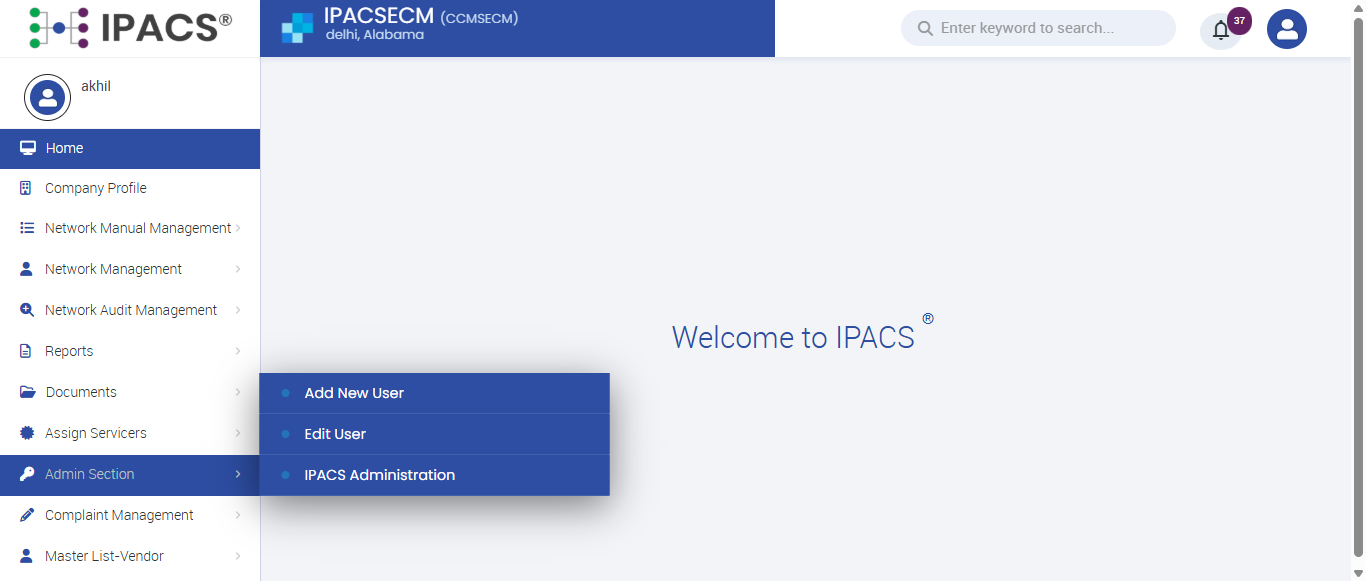 IPACS®
IPACSECM (CCMSECM)
delhi, Alabama
Enter keyword to search...
37
akhil
Home
Company Profile
Network Manual Management
Network Management
Network Audit Management
Reports
Documents
Assign Servicers
Admin Section
Complaint Management
Master List-Vendor
Add New User
Edit User
IPACS Administration
Welcome to IPACS ®